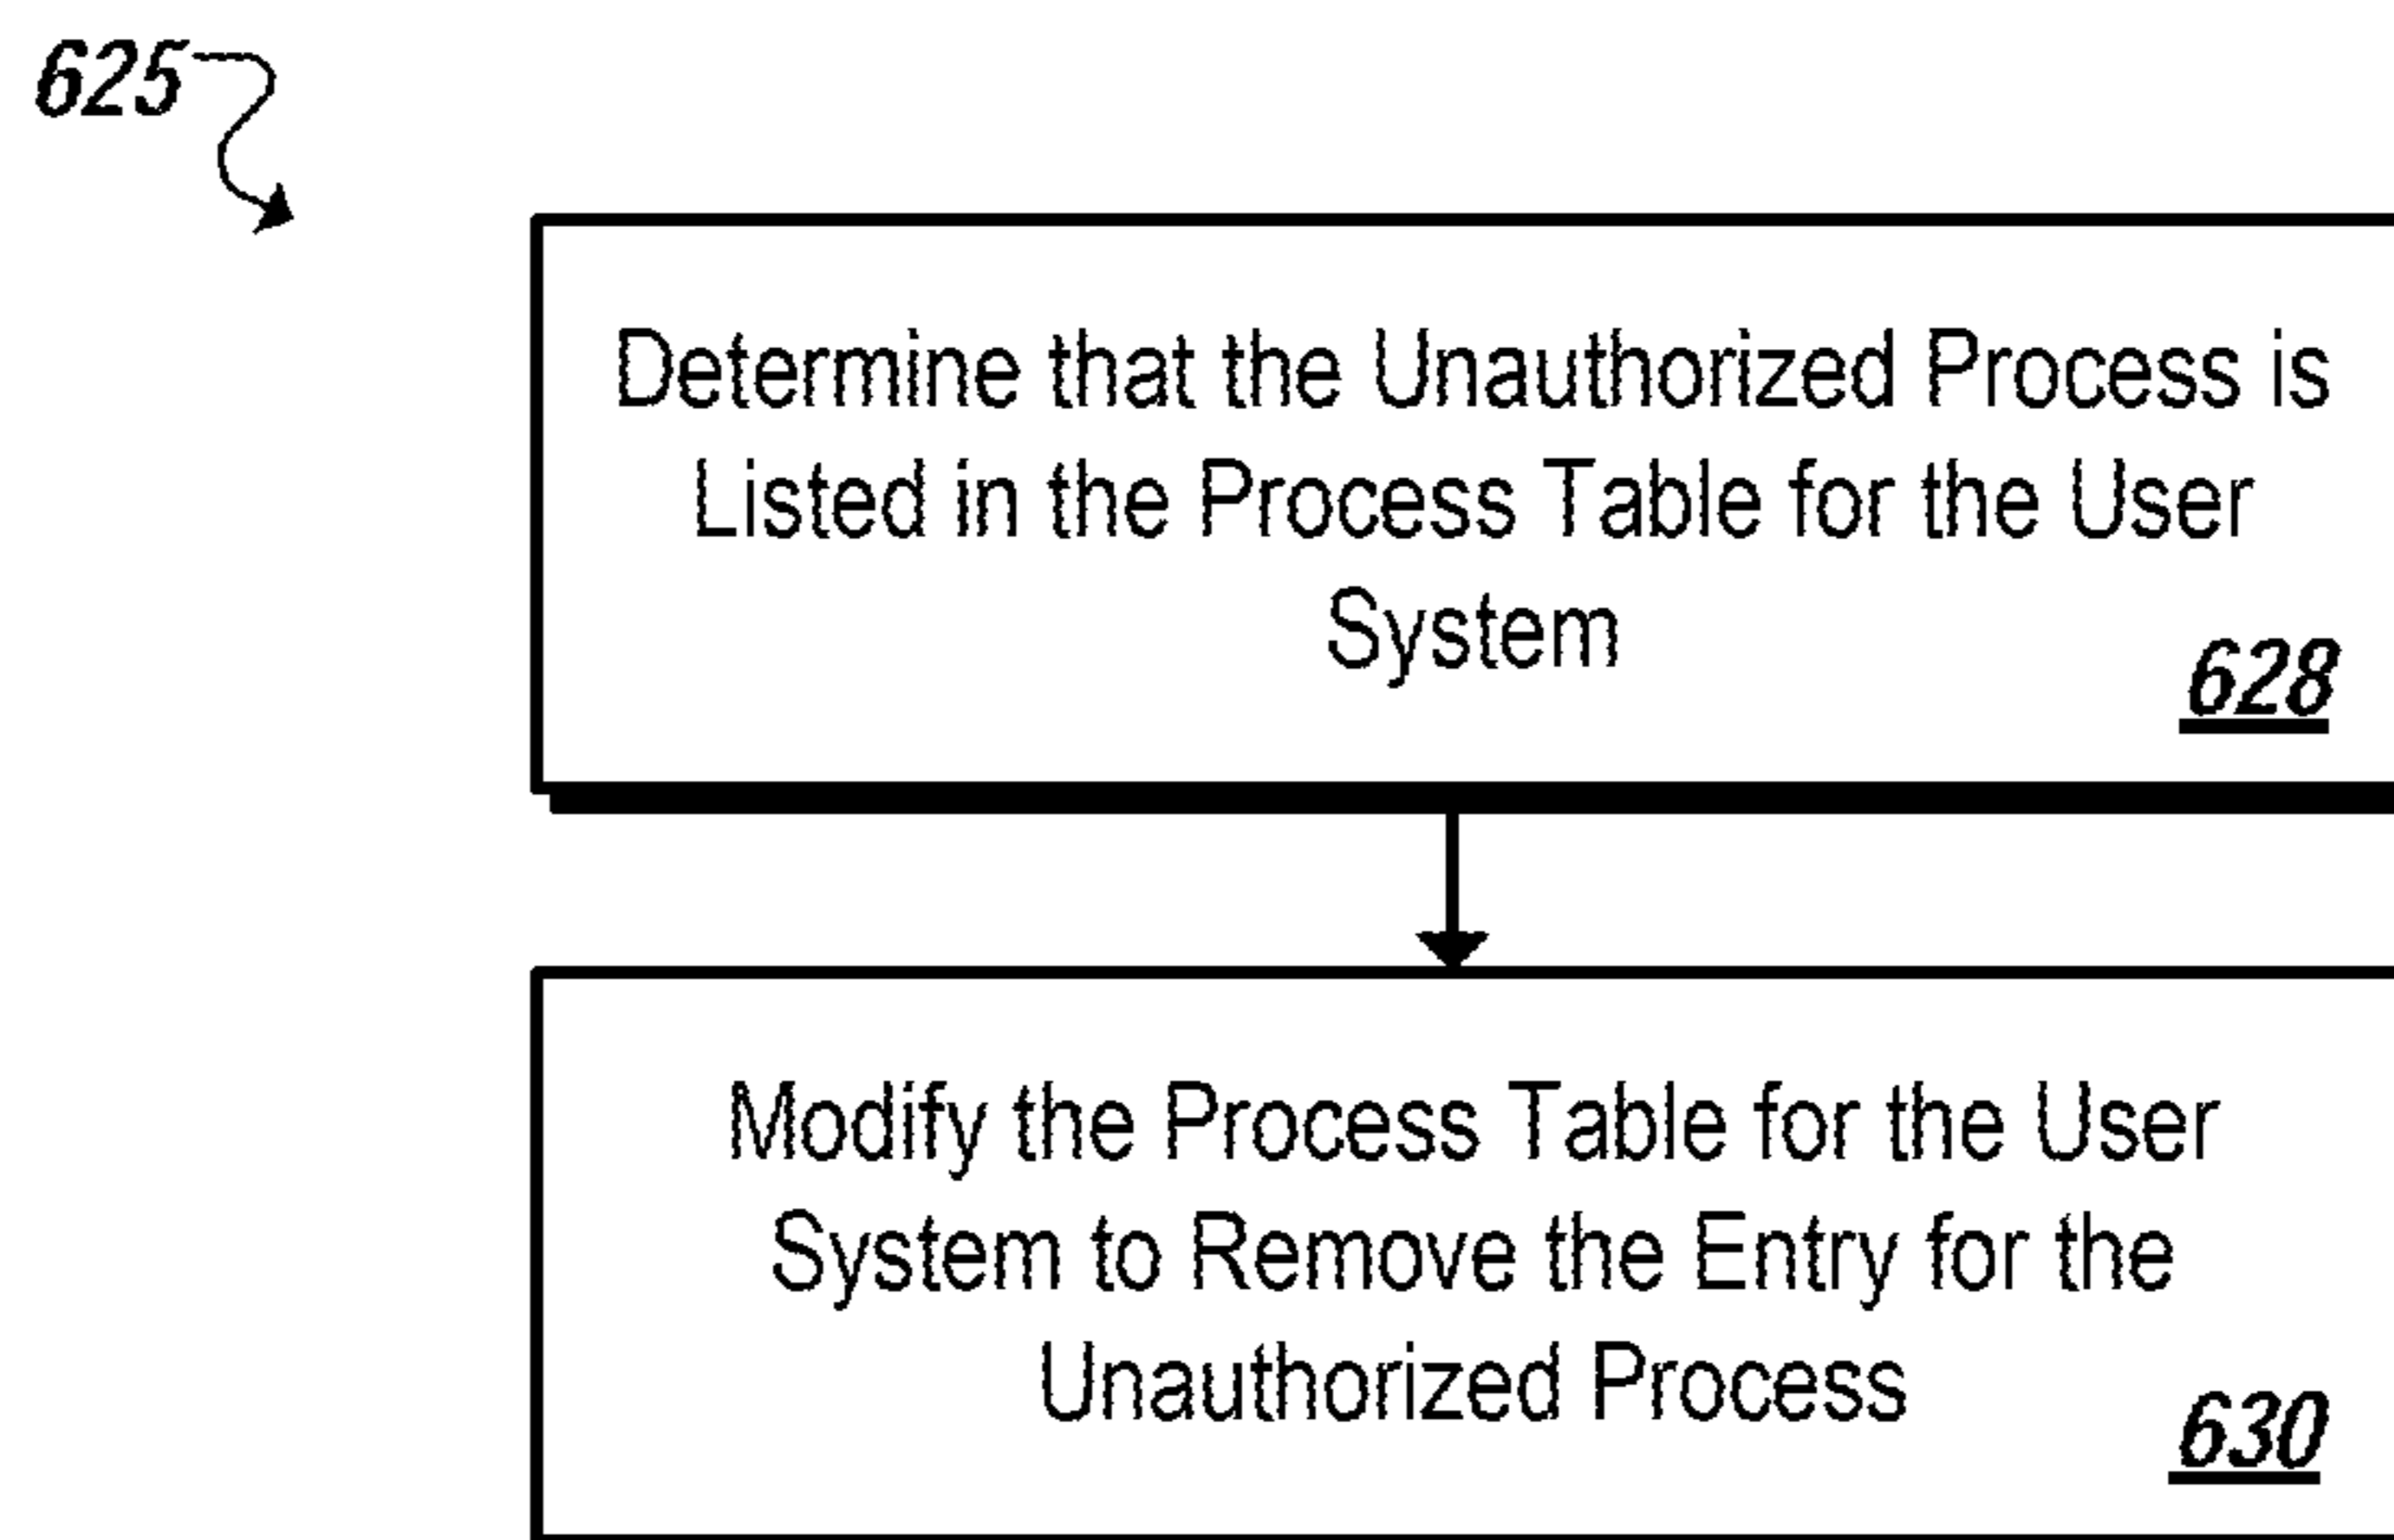 625
Determine that the Unauthorized Process is
Listed in the Process Table for the User
System
628
Modify the Process Table for the User
System to Remove the Entry for the
Unauthorized Process
630